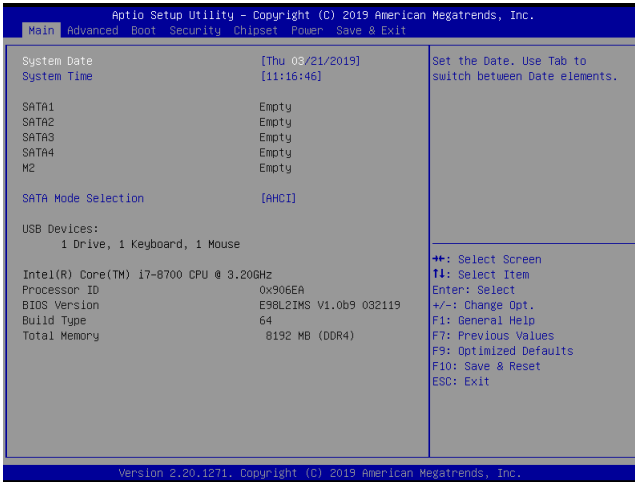 Aptio Setup Utility – Copyright (C) 2019 American Megatrends, Inc.
Main Advanced Boot Security Chipset Power Save & Exit
System Date [Thu 03/21/2019]
System Time [11:16:46]
SATA1 Empty
SATA2 Empty
SATA3 Empty
SATA4 Empty
M2 Empty
SATA Mode Selection [AHCI]
USB Devices:
1 Drive, 1 Keyboard, 1 Mouse
Intel(R) Core(TM) i7-8700 CPU @ 3.20GHz
Processor ID 0x906EA
BIOS Version E98L2IMS V1.0b9 032119
Build Type 64
Total Memory 8192 MB (DDR4)
Set the Date. Use Tab to
switch between Date elements.
→←: Select Screen
↑↓: Select Item
Enter: Select
+/-: Change Opt.
F1: General Help
F7: Previous Values
F9: Optimized Defaults
F10: Save & Reset
ESC: Exit
Version 2.20.1271. Copyright (C) 2019 American Megatrends, Inc.